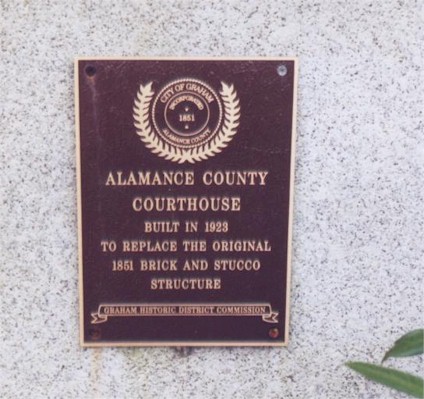 CITY OF GRAHAM
INCORPORATED
1851
ALAMANCE COUNTY
ALAMANCE COUNTY
COURTHOUSE
BUILT IN 1923
TO REPLACE THE ORIGINAL
1851 BRICK AND STUCCO
STRUCTURE
GRAHAM HISTORIC DISTRICT COMMISSION